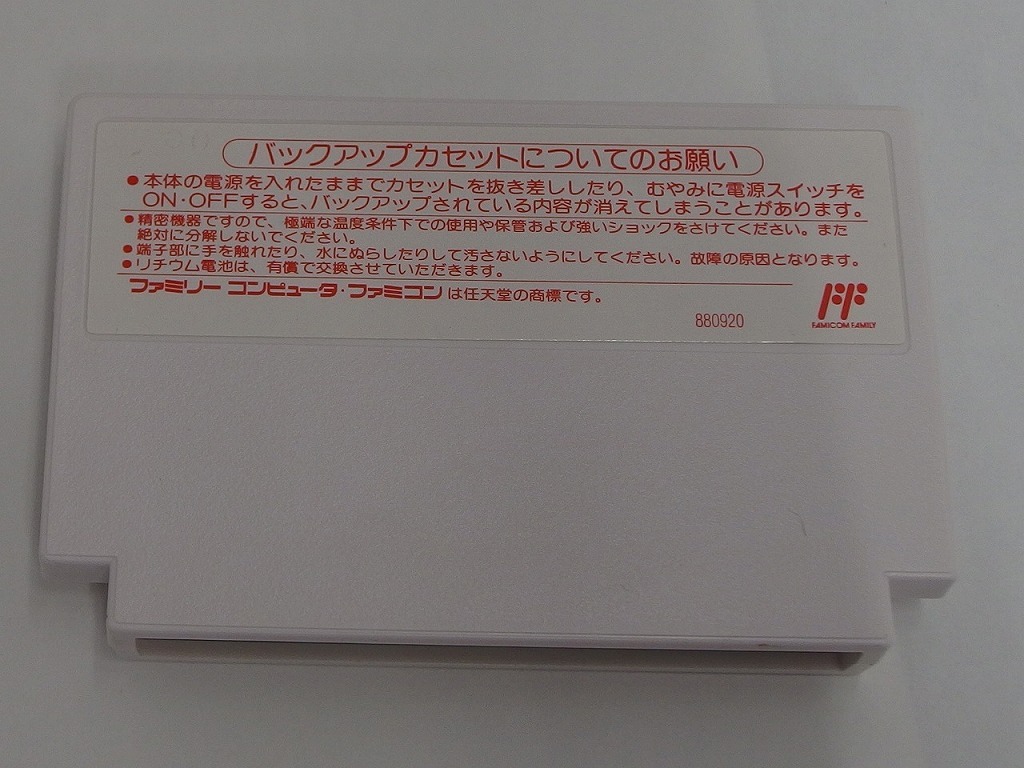 バックアップカセットについてのお願い
●本体の電源を入れたままでカセットを抜き差ししたり、むやみに電源スイッチを
ON・OFFすると、バックアップされている内容が消えてしまうことがあります。
●精密機器ですので、極端な温度条件下での使用や保管および強いショックをさけてください。また
絶対に分解しないでください。
●端子部に手を触れたり、水にぬらしたりして汚さないようにしてください。故障の原因となります。
●リチウム電池は、有償で交換させていただきます。
ファミリーコンピュータ・ファミコンは任天堂の商標です。
880920
FAMICOM FAMILY